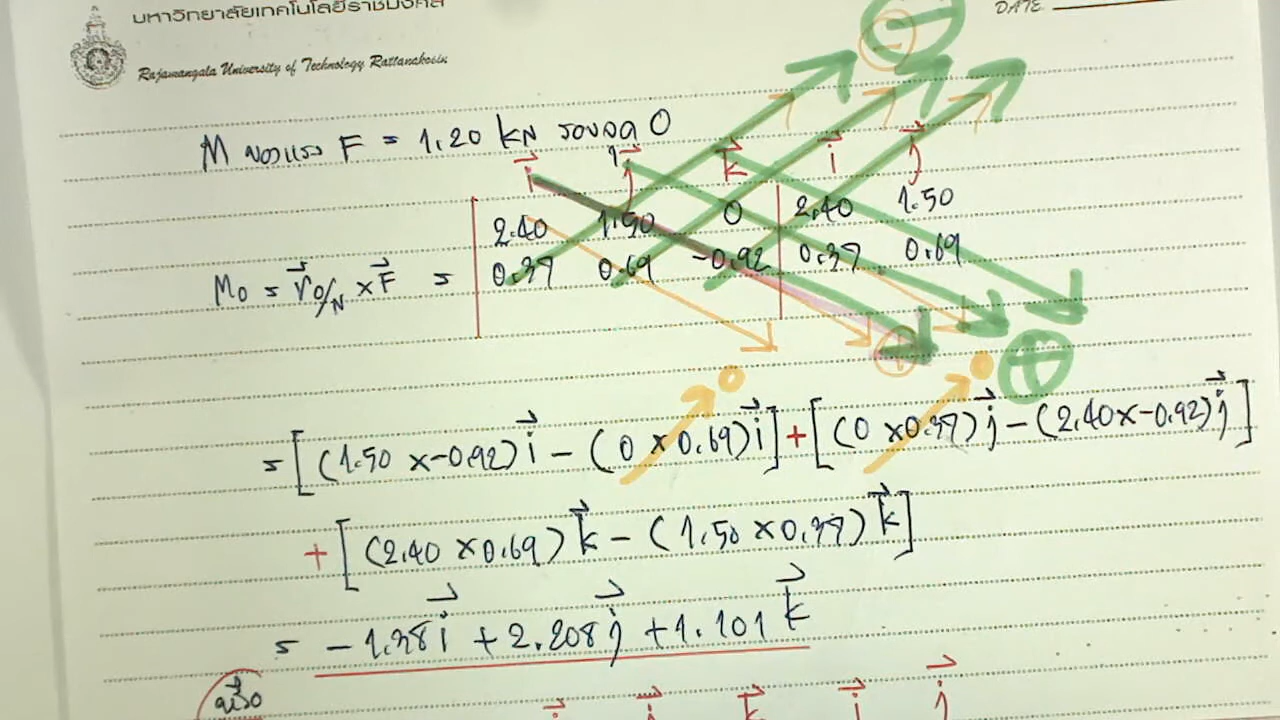 มหาวิทยาลัยเทคโนโลยีราชมงคล
DATE
Rajamangala University of Technology Rattanakosin
M ของแรง F = 1.20 kN รอบจุด O
i j k i j
2.40 1.50 0 2.40 1.50
0.37 0.69 -0.92 0.37 0.69
Mo = r o/N × F =
= [(1.50 × -0.92) i - (0 × 0.69) i] + [(0 × 0.37) j - (2.40 × -0.92) j]
+ [(2.40 × 0.69) k - (1.50 × 0.37) k]
= -1.38 i + 2.208 j + 1.101 k
หรือ
i j k i j